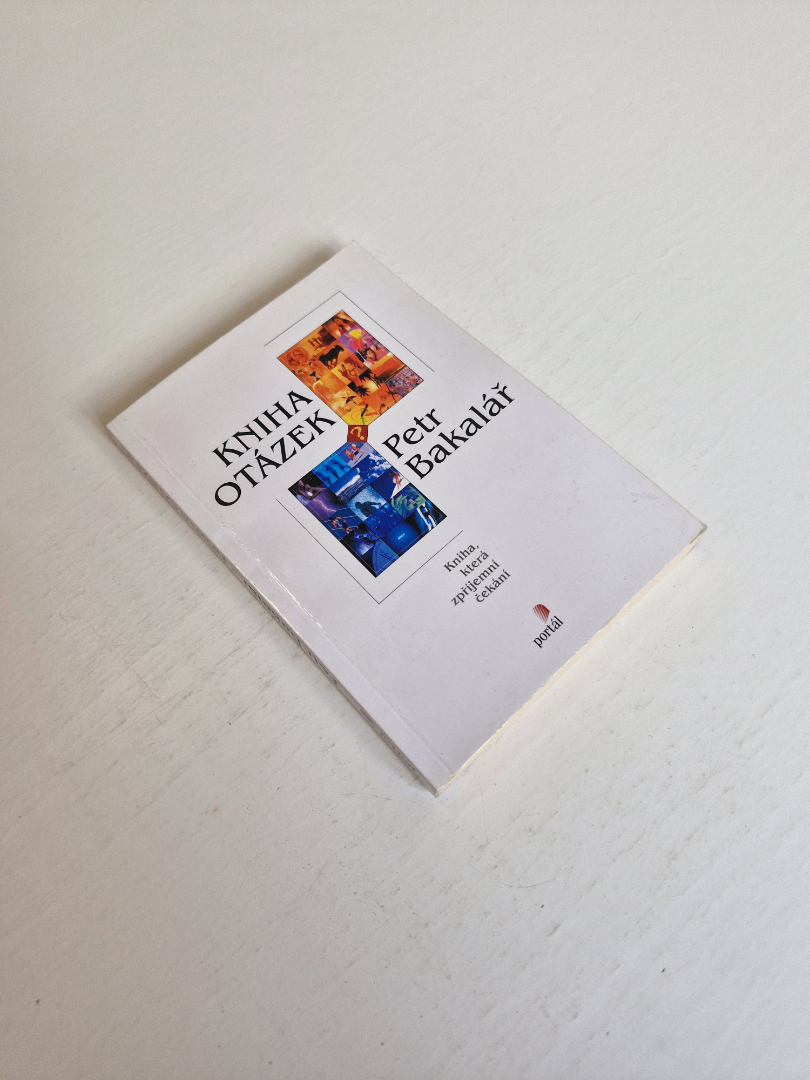 KNIHA
OTÁZEK
?
Petr
Bakalář
Kniha,
která
zpříjemní
čekání
portál